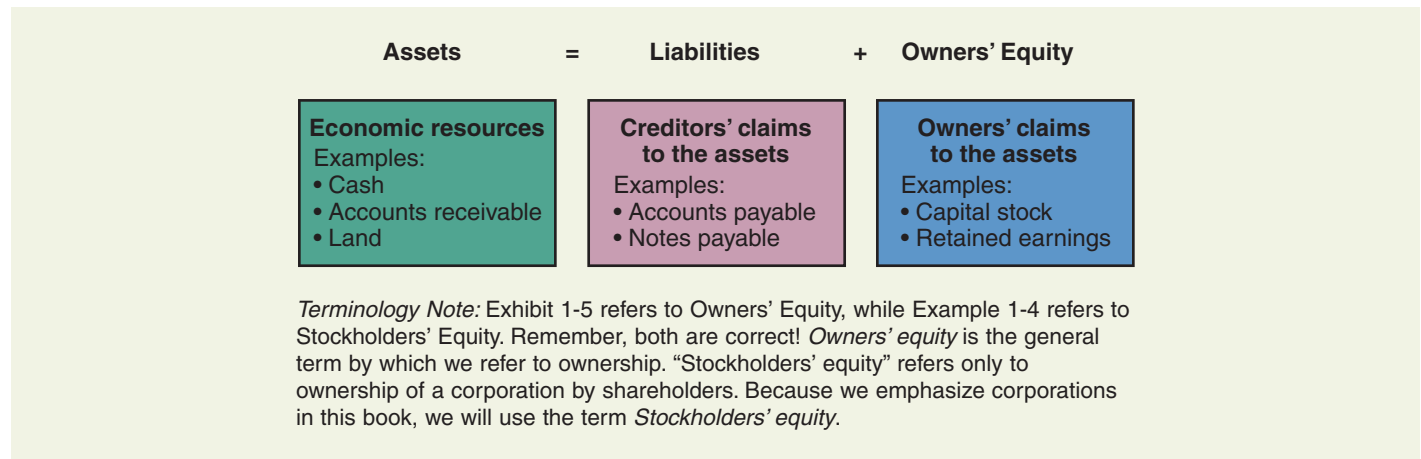 Assets = Liabilities + Owners’ Equity
Economic resources
Examples:
• Cash
• Accounts receivable
• Land
Creditors’ claims
to the assets
Examples:
• Accounts payable
• Notes payable
Owners’ claims
to the assets
Examples:
• Capital stock
• Retained earnings
Terminology Note: Exhibit 1-5 refers to Owners’ Equity, while Example 1-4 refers to
Stockholders’ Equity. Remember, both are correct! Owners’ equity is the general
term by which we refer to ownership. “Stockholders’ equity” refers only to
ownership of a corporation by shareholders. Because we emphasize corporations
in this book, we will use the term Stockholders’ equity.